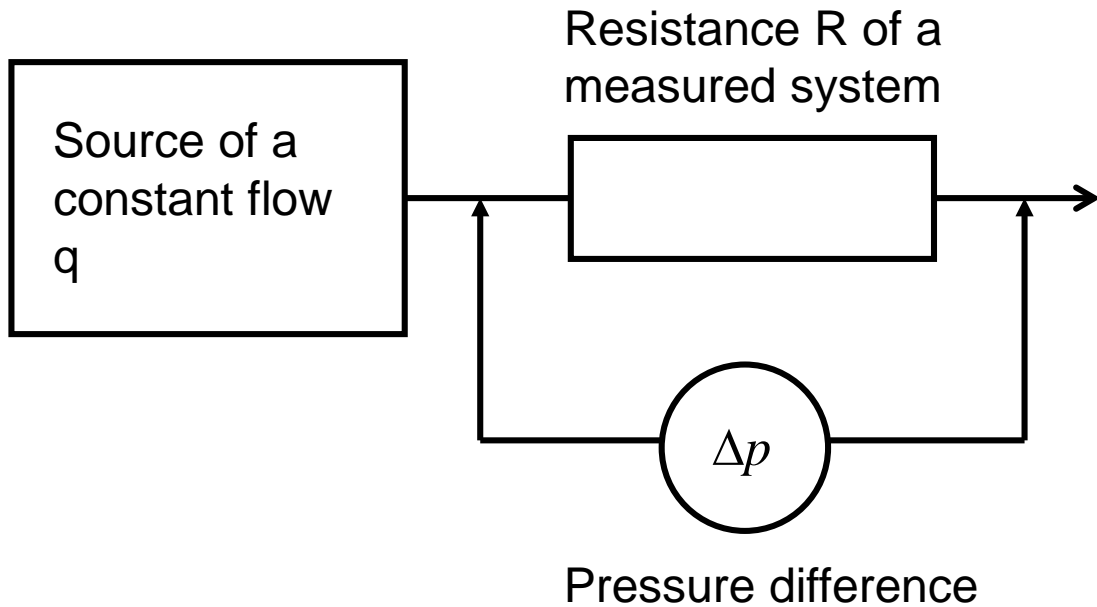 Resistance R of a
measured system
Source of a
constant flow
q
Δp
Pressure difference